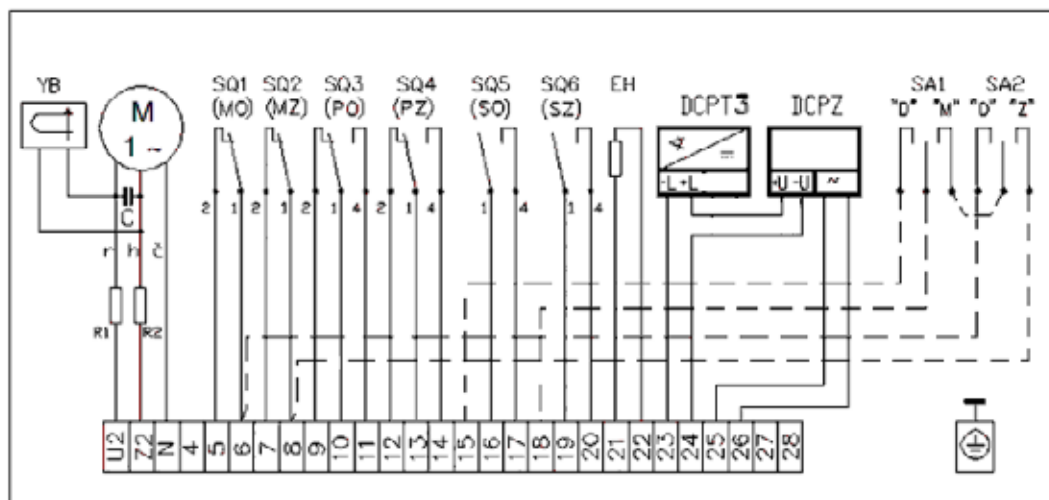 YB
M
1 ~
C
r h č
R1 R2
SQ1 SQ2 SQ3 SQ4 SQ5 SQ6 EH
(MO) (MZ) (PO) (PZ) (SO) (SZ)
2 1 2 1 2 1 4 2 1 4 1 4 1 4
DCPT3 DCPZ
-L +L +U -U ~
SA1 SA2
"D" "M" "O" "Z"
U2 Z2 N 4 5 6 7 8 9 10 11 12 13 14 15 16 17 18 19 20 21 22 23 24 25 26 27 28